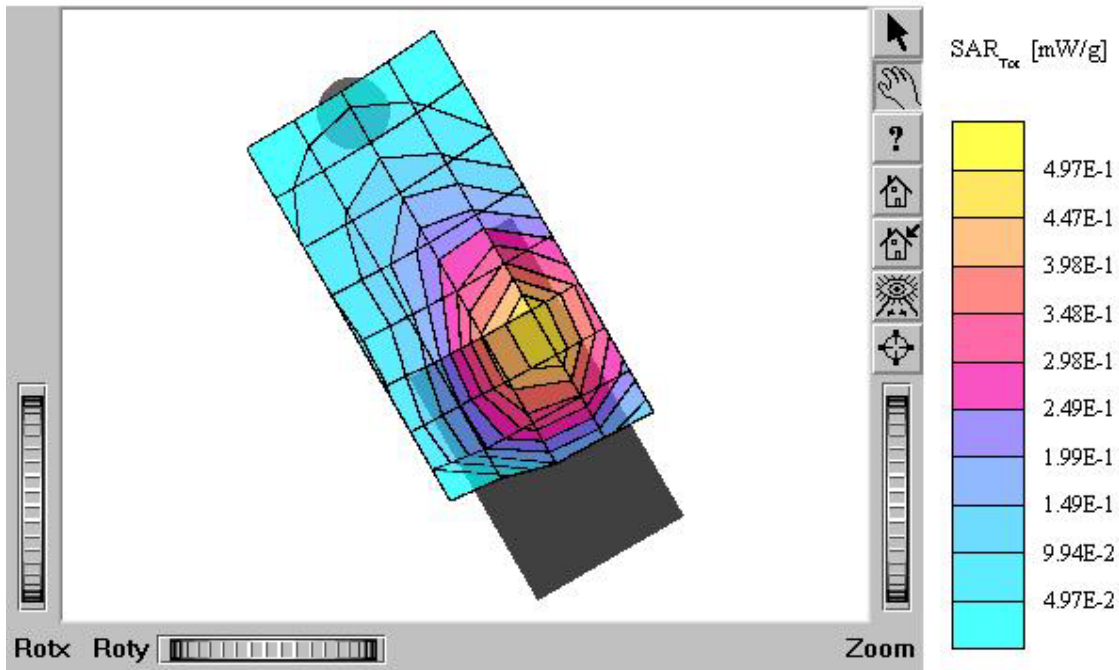 SAR_Tot [mW/g]
?
4.97E-1
4.47E-1
3.98E-1
3.48E-1
2.98E-1
2.49E-1
1.99E-1
1.49E-1
9.94E-2
4.97E-2
Rotx Roty Zoom